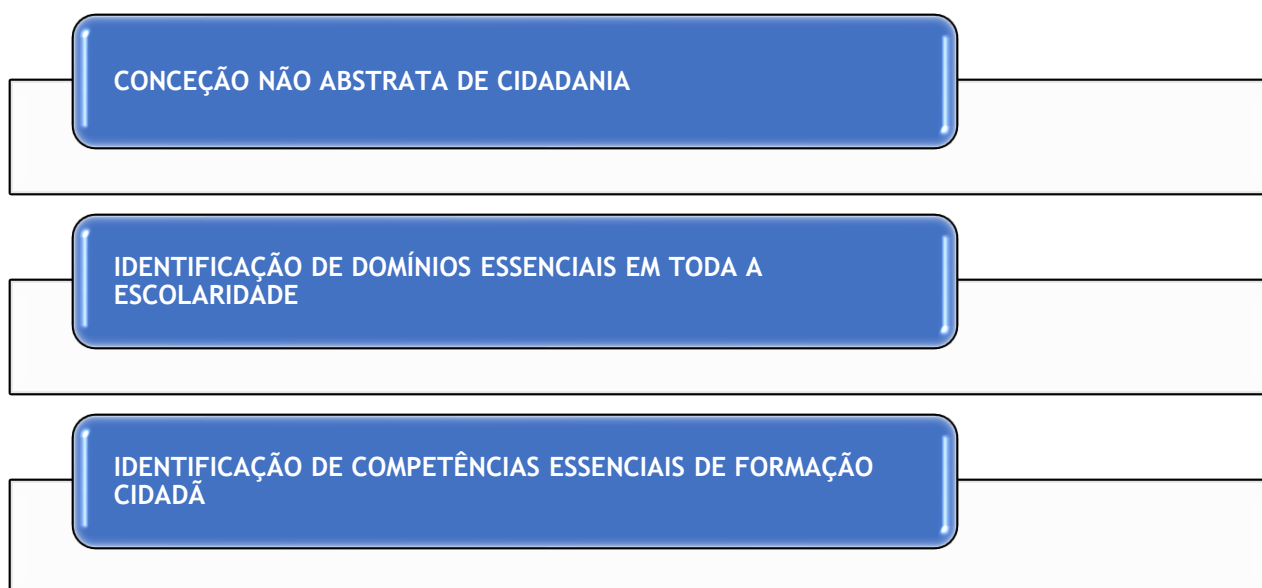 CONCEÇÃO NÃO ABSTRATA DE CIDADANIA
IDENTIFICAÇÃO DE DOMÍNIOS ESSENCIAIS EM TODA A
ESCOLARIDADE
IDENTIFICAÇÃO DE COMPETÊNCIAS ESSENCIAIS DE FORMAÇÃO
CIDADÃ